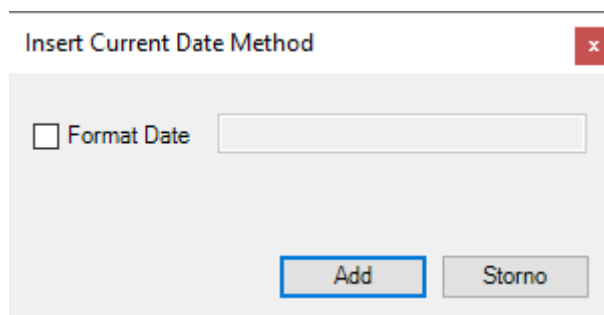 Insert Current Date Method
x
Format Date
Add
Storno